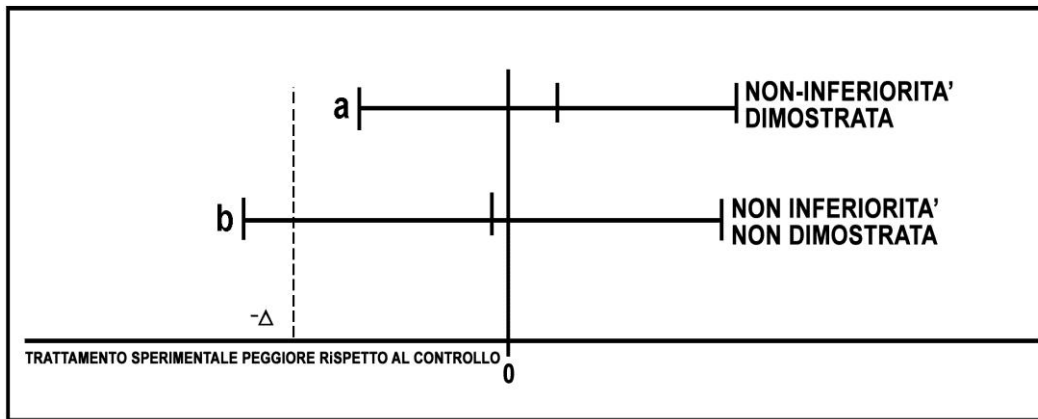 a
NON-INFERIORITA'
DIMOSTRATA
b
NON INFERIORITA'
NON DIMOSTRATA
-Δ
TRATTAMENTO SPERIMENTALE PEGGIORE RiSPETTO AL CONTROLLO
0